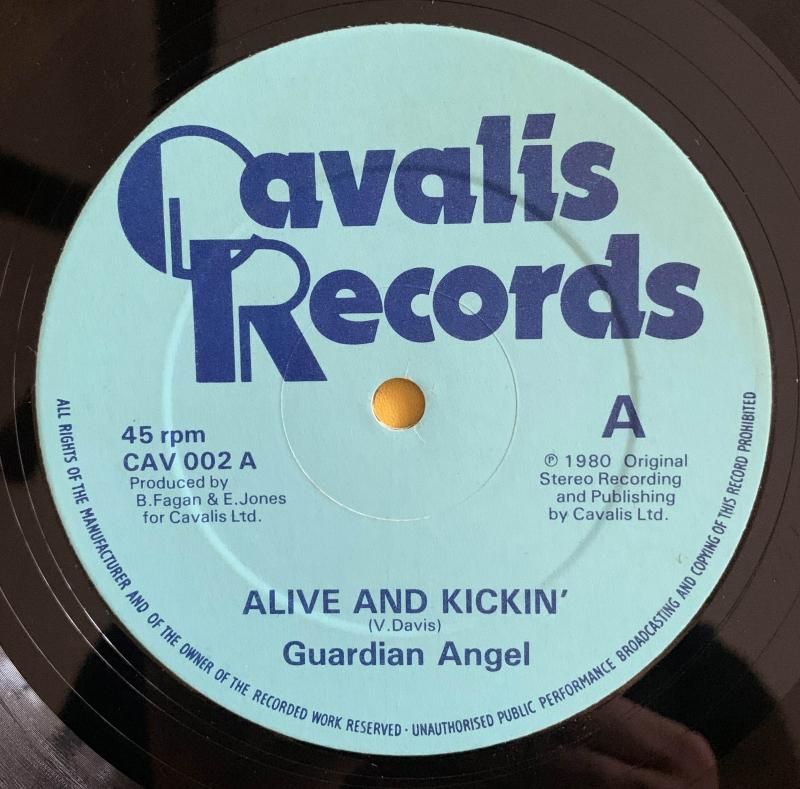 Cavalis
Records
45 rpm
CAV 002 A
Produced by
B.Fagan & E.Jones
for Cavalis Ltd.
A
℗ 1980 Original
Stereo Recording
and Publishing
by Cavalis Ltd.
ALIVE AND KICKIN'
(V.Davis)
Guardian Angel
ALL RIGHTS OF THE MANUFACTURER AND OF THE OWNER OF THE RECORDED WORK RESERVED · UNAUTHORISED PUBLIC PERFORMANCE BROADCASTING AND COPYING OF THIS RECORD PROHIBITED